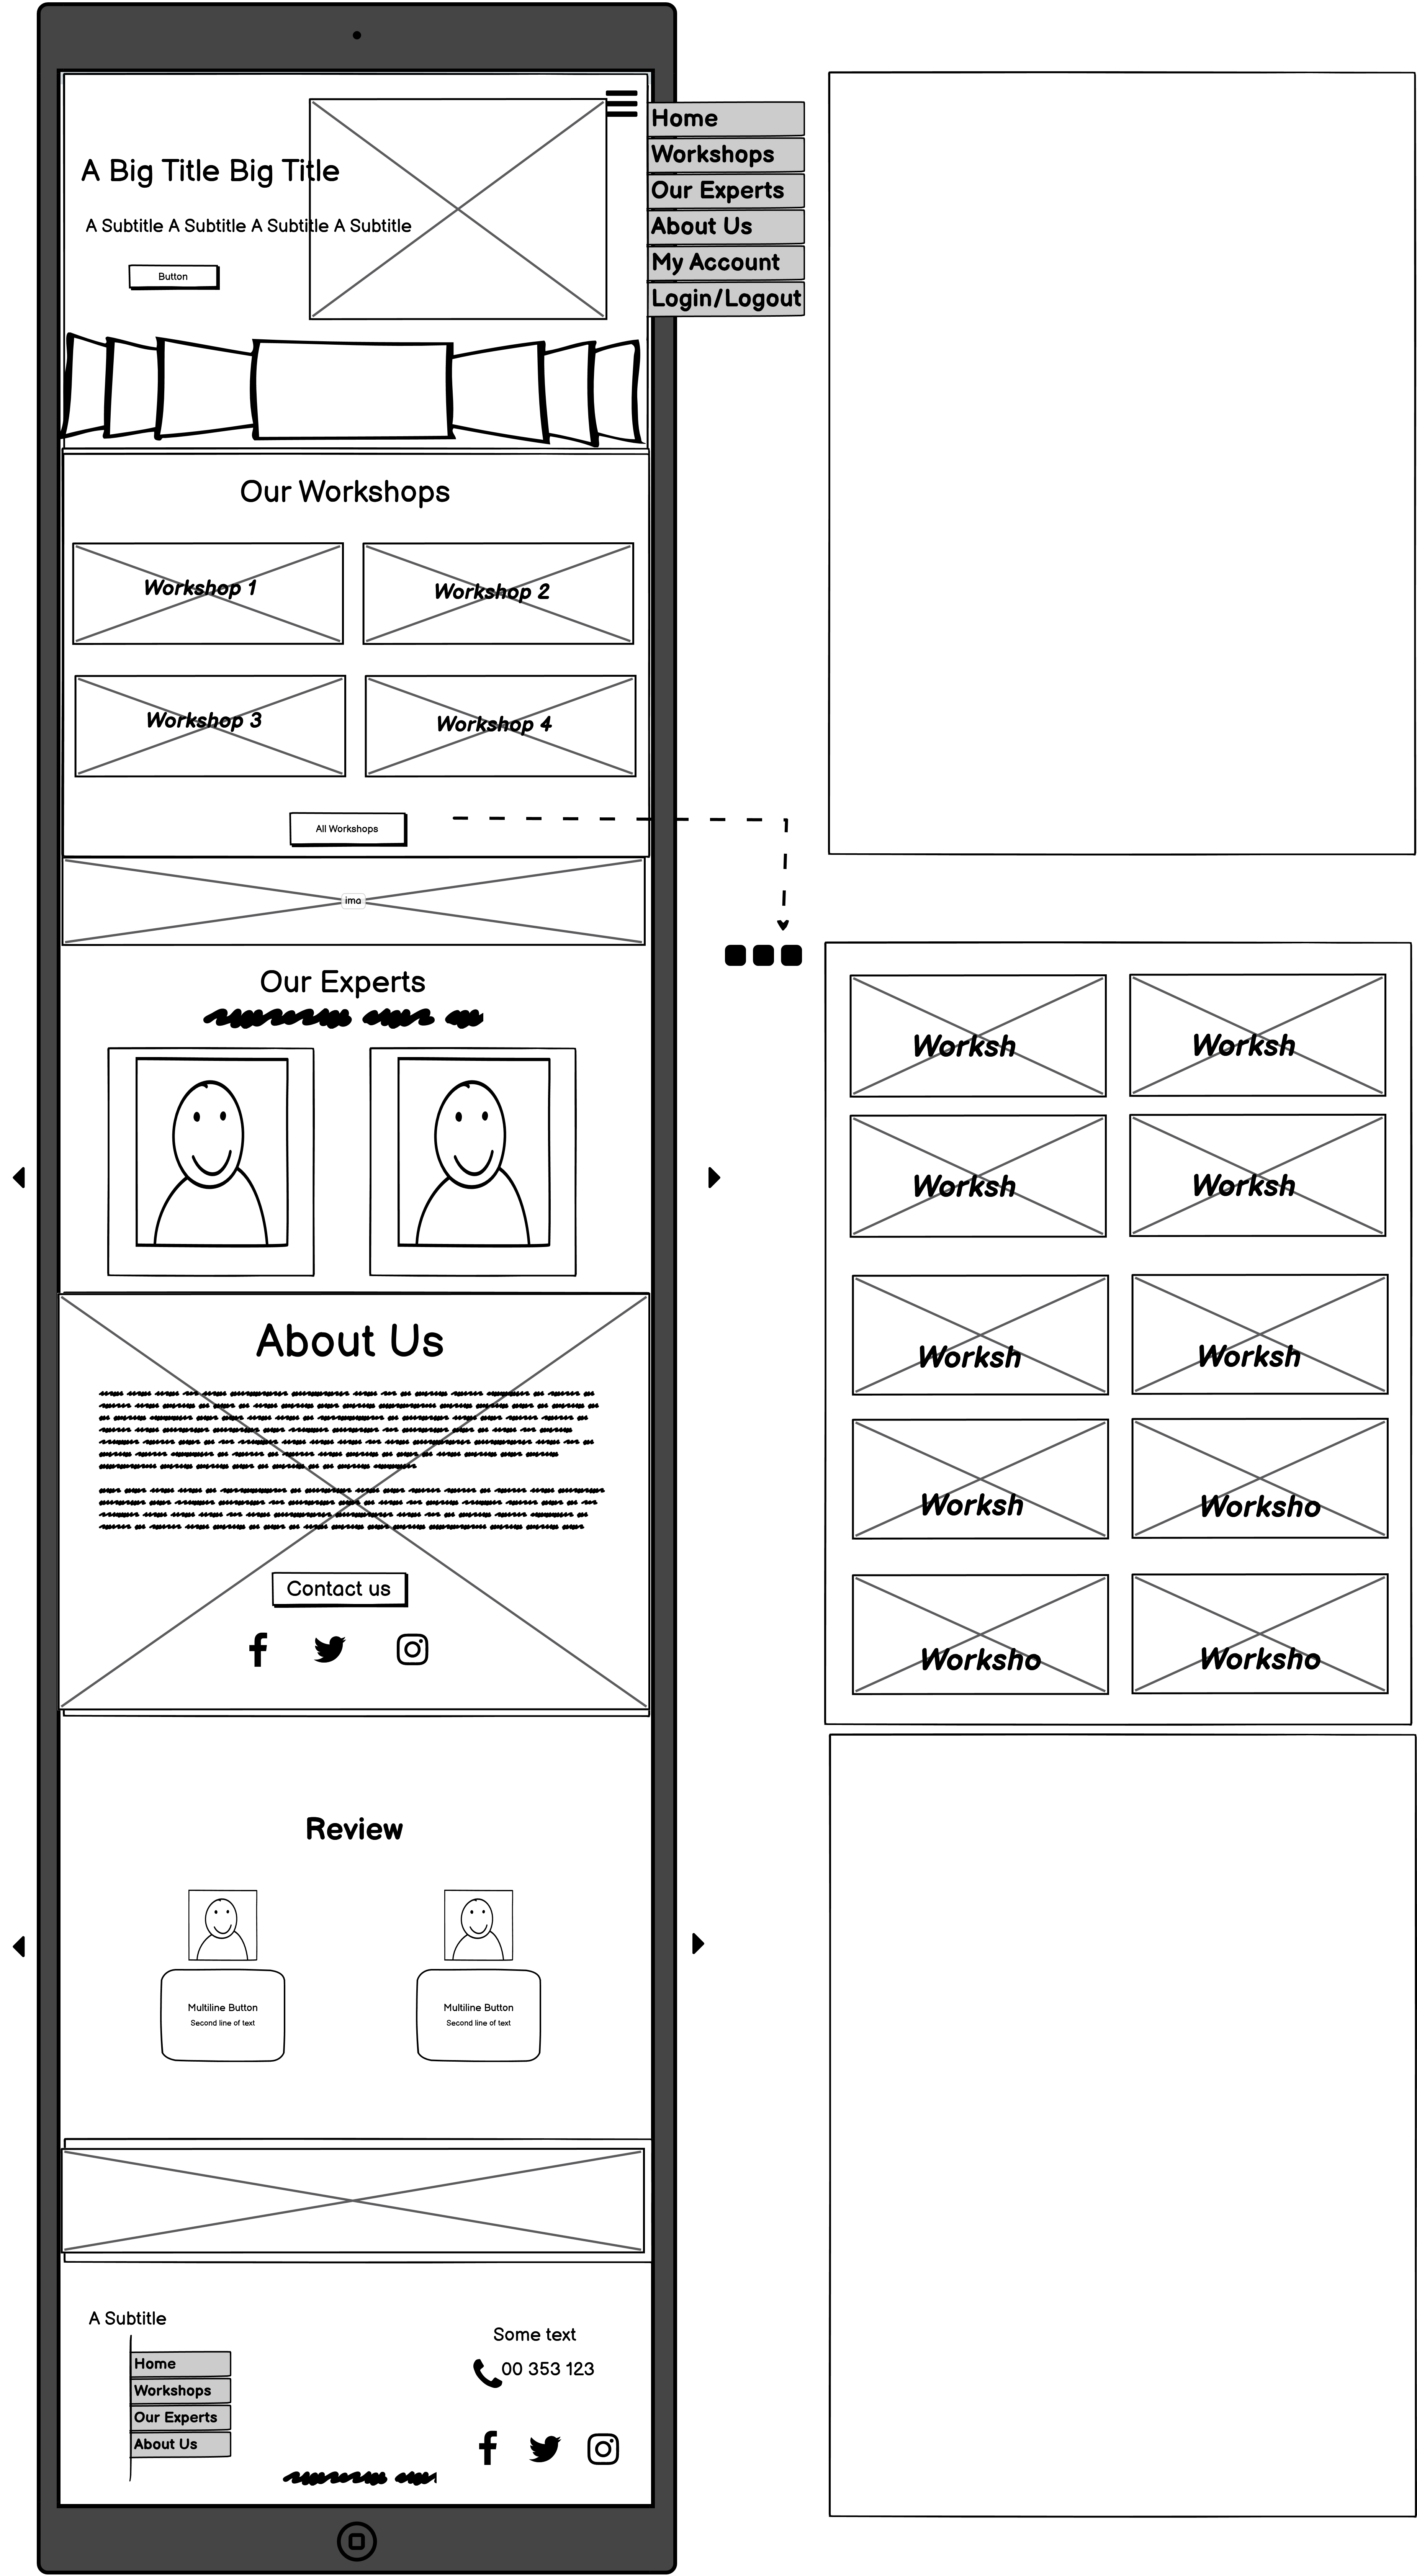 A Big Title Big Title
A Subtitle A Subtitle A Subtitle A Subtitle
Button
Home
Workshops
Our Experts
About Us
My Account
Login/Logout
Our Workshops
Workshop 1
Workshop 2
Workshop 3
Workshop 4
All Workshops
ima
Our Experts
About Us
Contact us
Review
Multiline Button
Second line of text
Multiline Button
Second line of text
A Subtitle
Home
Workshops
Our Experts
About Us
Some text
00 353 123
Worksh
Worksh
Worksh
Worksh
Worksh
Worksh
Worksh
Worksho
Worksho
Worksho